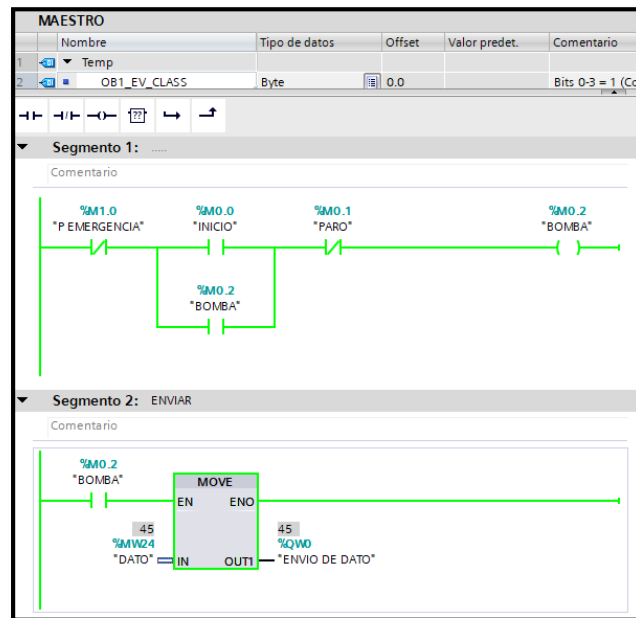 MAESTRO
Nombre Tipo de datos Offset Valor predet. Comentario
1 Temp
2 OB1_EV_CLASS Byte 0.0 Bits 0-3 = 1 (Co
??
Segmento 1: .....
Comentario
%M1.0 %M0.0 %M0.1 %M0.2
"P EMERGENCIA" "INICIO" "PARO" "BOMBA"
%M0.2
"BOMBA"
Segmento 2: ENVIAR
Comentario
%M0.2
"BOMBA"
MOVE
EN ENO
45 45
%MW24 %QW0
"DATO" IN OUT1 "ENVIO DE DATO"